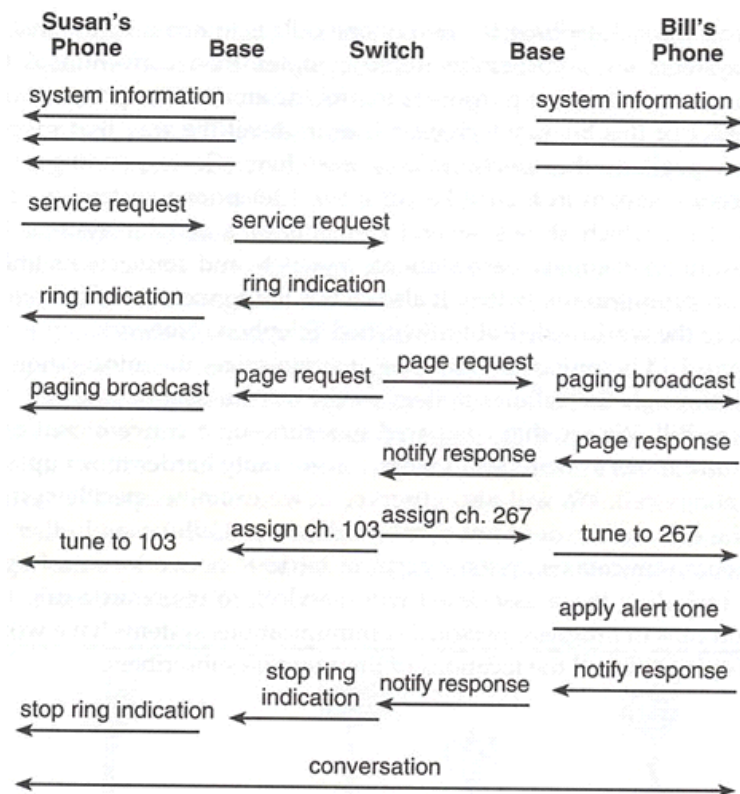 Susan's Phone Base Switch Base Bill's Phone
system information system information
service request service request
ring indication ring indication
paging broadcast page request page request paging broadcast
notify response page response
tune to 103 assign ch. 103 assign ch. 267 tune to 267
apply alert tone
stop ring indication stop ring indication notify response notify response
conversation